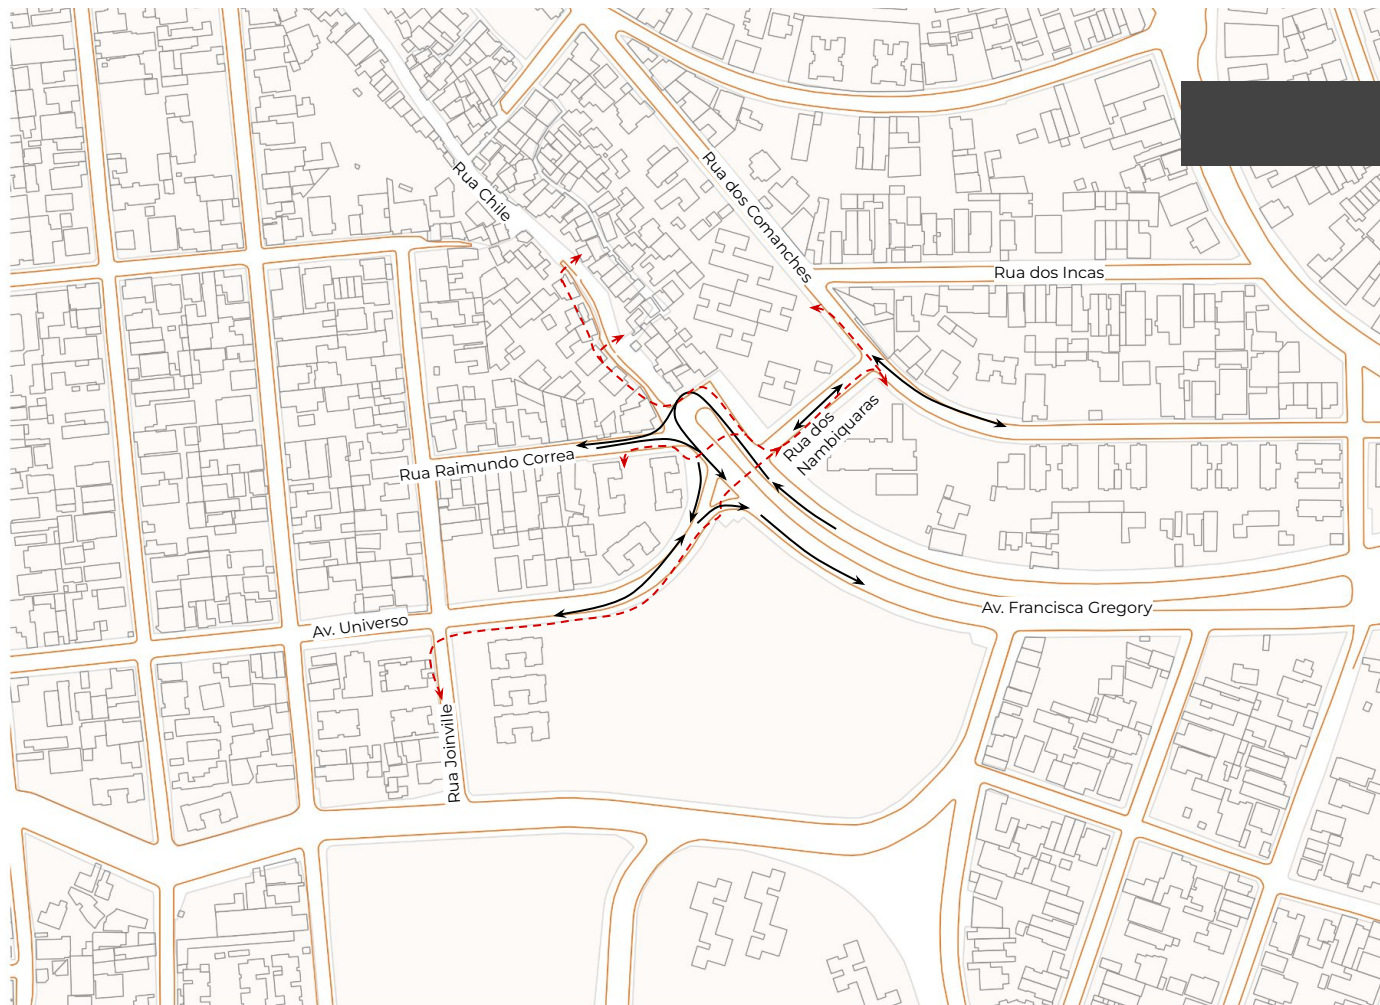 Rua Chile
Rua dos Comanches
Rua dos Incas
Rua dos
Nambiquaras
Rua Raimundo Correa
Av. Francisca Gregory
Av. Universo
Rua Joinville